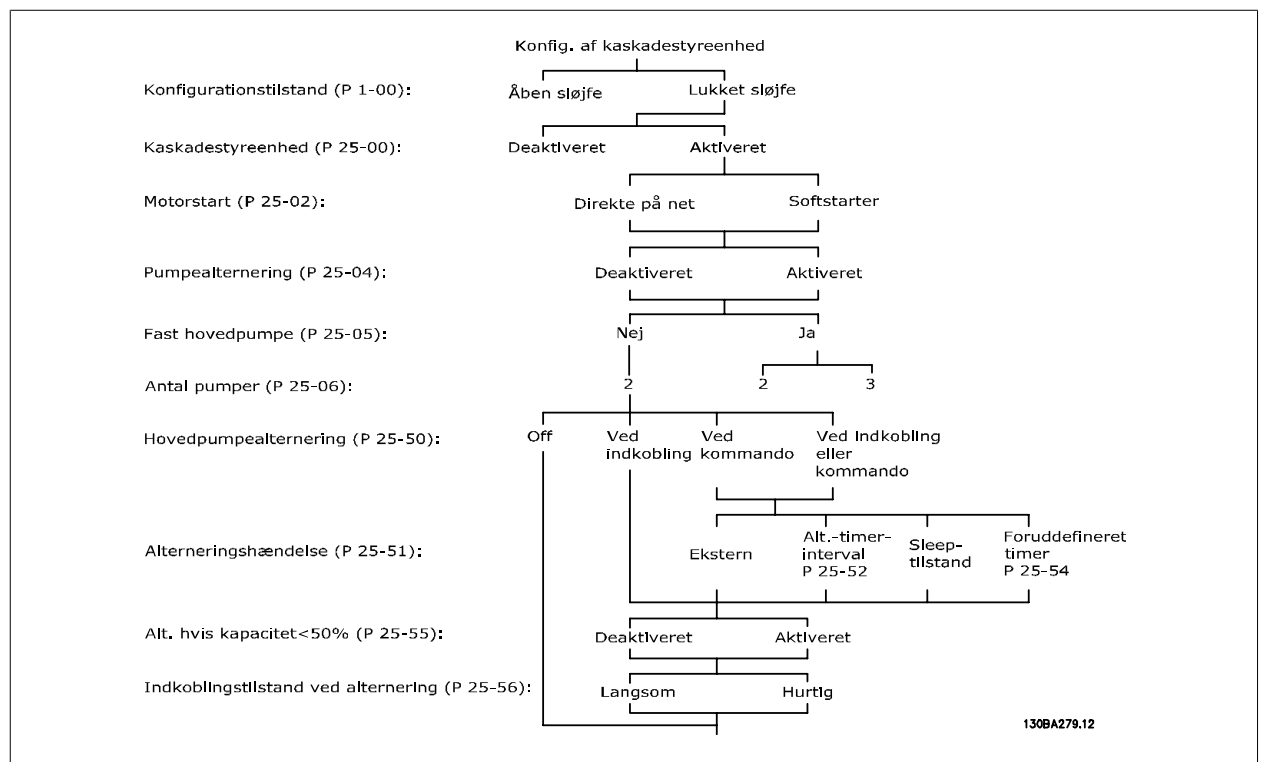 Konfig. af kaskadestyreenhed
Konfigurationstilstand (P 1-00):
Åben sløjfe
Lukket sløjfe
Kaskadestyreenhed (P 25-00):
Deaktiveret
Aktiveret
Motorstart (P 25-02):
Direkte på net
Softstarter
Pumpealternering (P 25-04):
Deaktiveret
Aktiveret
Fast hovedpumpe (P 25-05):
Nej
Ja
Antal pumper (P 25-06):
2
2
3
Hovedpumpealternering (P 25-50):
Off
Ved
indkobling
Ved
kommando
Ved indkobling
eller
kommando
Alterneringshændelse (P 25-51):
Ekstern
Alt.-timer-
interval
P 25-52
Sleep-
tilstand
Foruddefineret
timer
P 25-54
Alt. hvis kapacitet<50% (P 25-55):
Deaktiveret
Aktiveret
Indkoblingstilstand ved alternering (P 25-56):
Langsom
Hurtig
130BA279.12